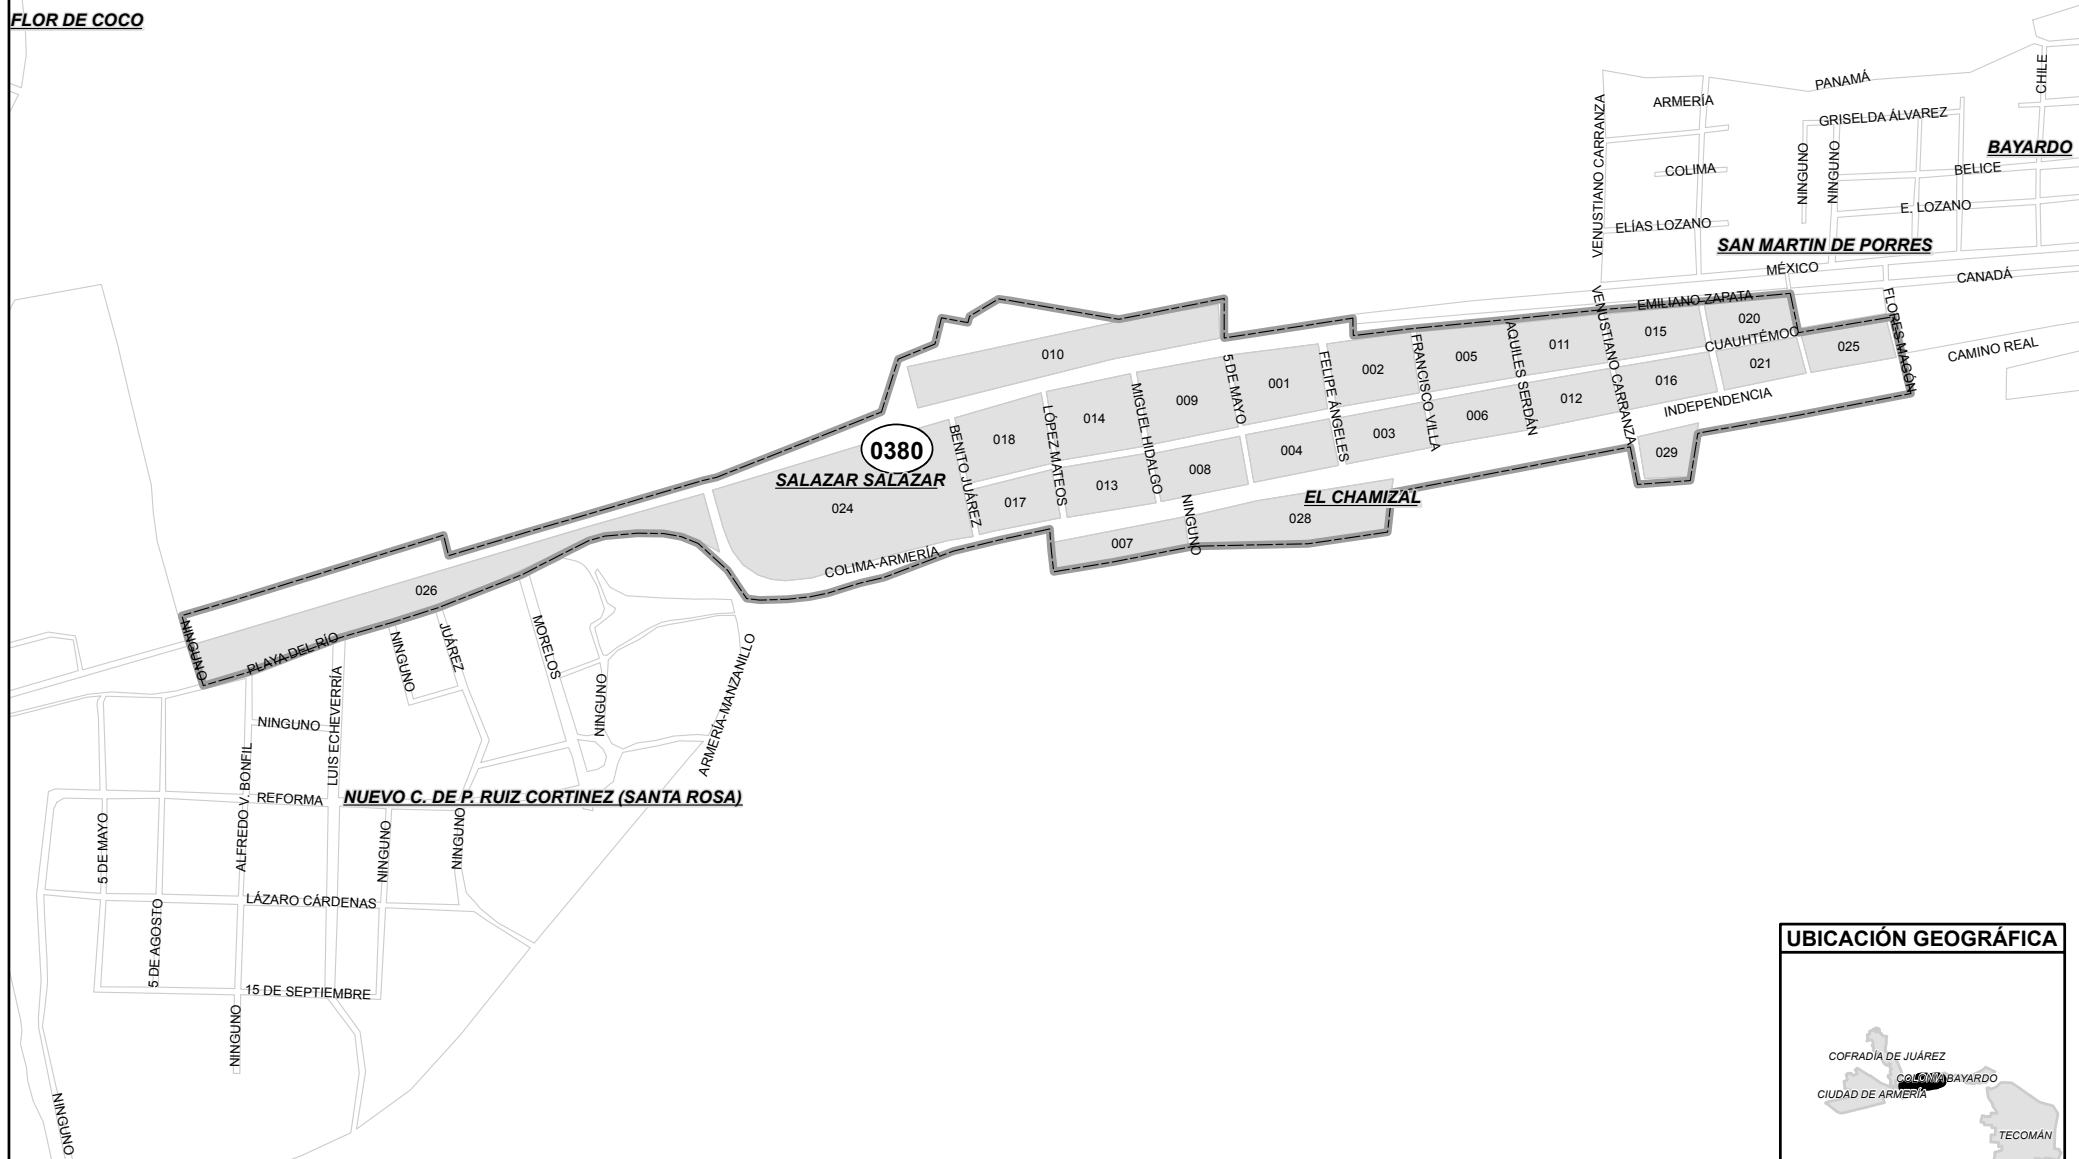 FLOR DE COCO
PANAMÁ
CHILE
ARMERÍA
GRISELDA ÁLVAREZ
VENUSTIANO CARRANZA
BAYARDO
COLIMA
NINGUNO
NINGUNO
BELICE
E. LOZANO
ELÍAS LOZANO
SAN MARTIN DE PORRES
MÉXICO
CANADÁ
EMILIANO ZAPATA
VENUSTIANO CARRANZA
FLORES MAGÓN
020
015
CUAUHTÉMOC
CAMINO REAL
025
021
011
AQUILES SERDÁN
005
FRANCISCO VILLA
010
002
FELIPE ÁNGELES
5 DE MAYO
001
016
INDEPENDENCIA
012
009
MIGUEL HIDALGO
006
014
LÓPEZ MATEOS
003
018
BENITO JUÁREZ
0380
004
029
008
SALAZAR SALAZAR
013
EL CHAMIZAL
017
024
028
NINGUNO
007
COLIMA-ARMERÍA
026
NINGUNO
PLAYA DEL RÍO
NINGUNO
JUÁREZ
MORELOS
NINGUNO
ARMERÍA-MANZANILLO
LUIS ECHEVERRÍA
NINGUNO
ALFREDO V. BONFIL
REFORMA
NUEVO C. DE P. RUIZ CORTINEZ (SANTA ROSA)
5 DE MAYO
NINGUNO
NINGUNO
LÁZARO CÁRDENAS
5 DE AGOSTO
15 DE SEPTIEMBRE
NINGUNO
NINGUNO
UBICACIÓN GEOGRÁFICA
COFRADÍA DE JUÁREZ
COLONIA BAYARDO
CIUDAD DE ARMERÍA
TECOMÁN